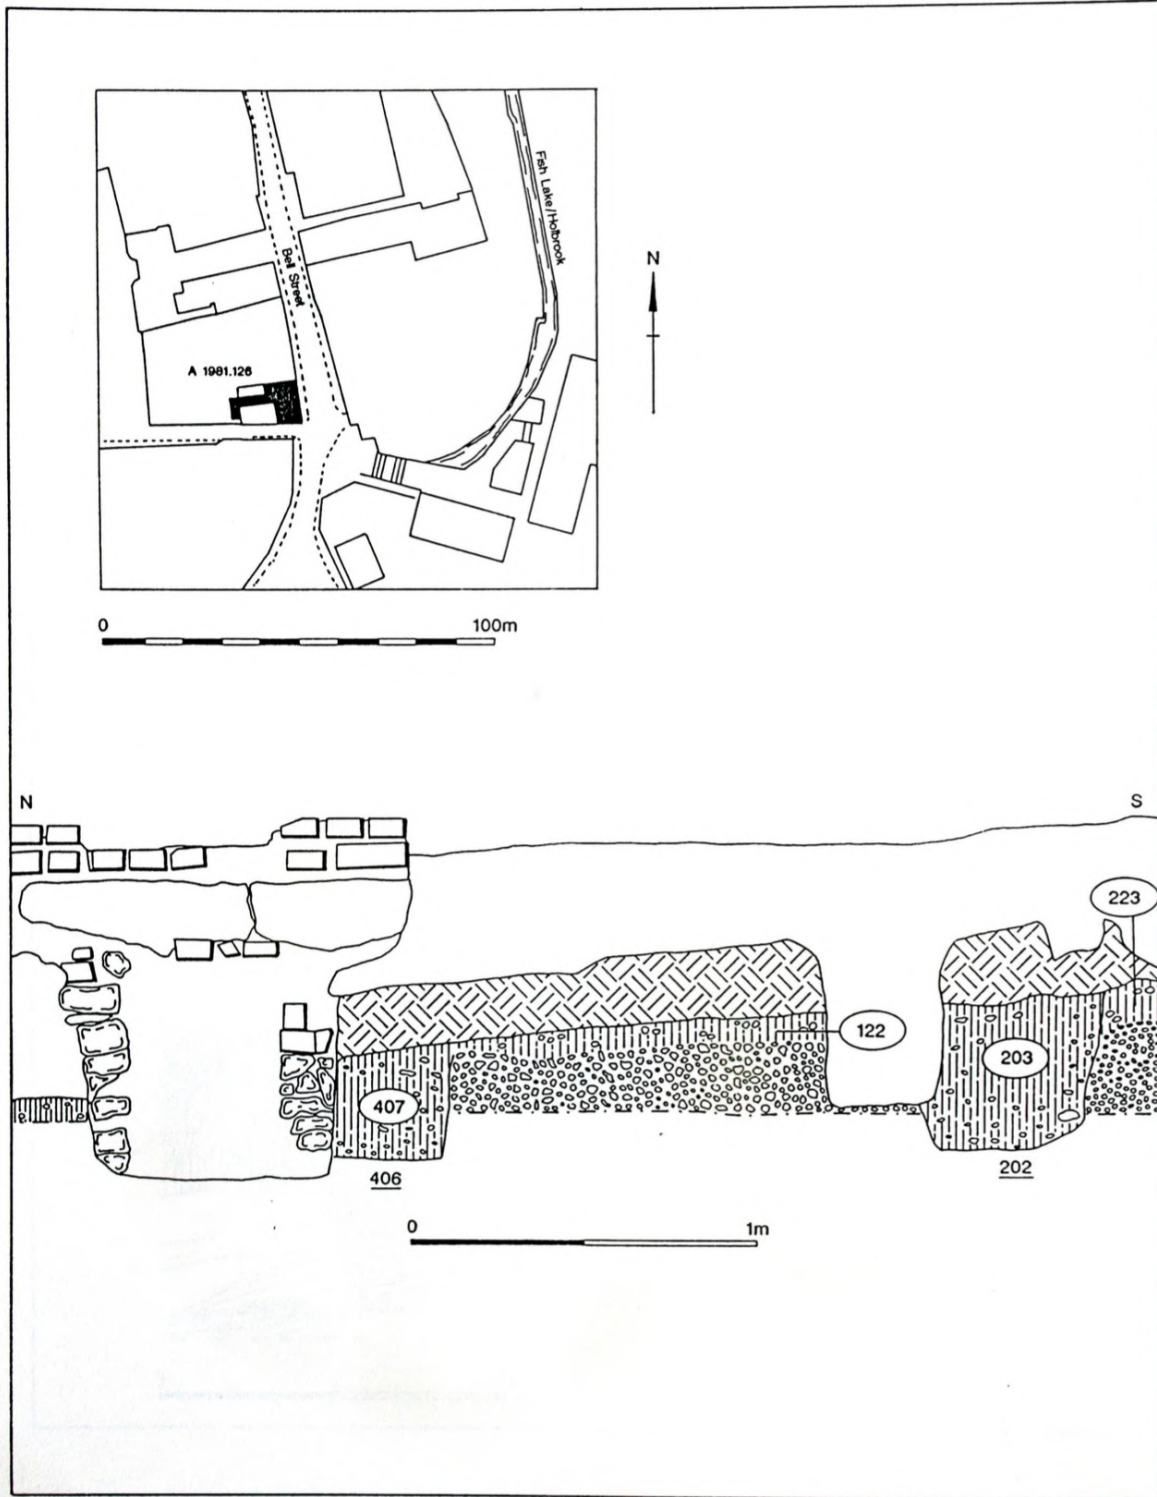 Fish Lake/Holbrook
N
Bell Street
A 1981.126
0 100m
N S
223
122
203
407
406
202
0 1m